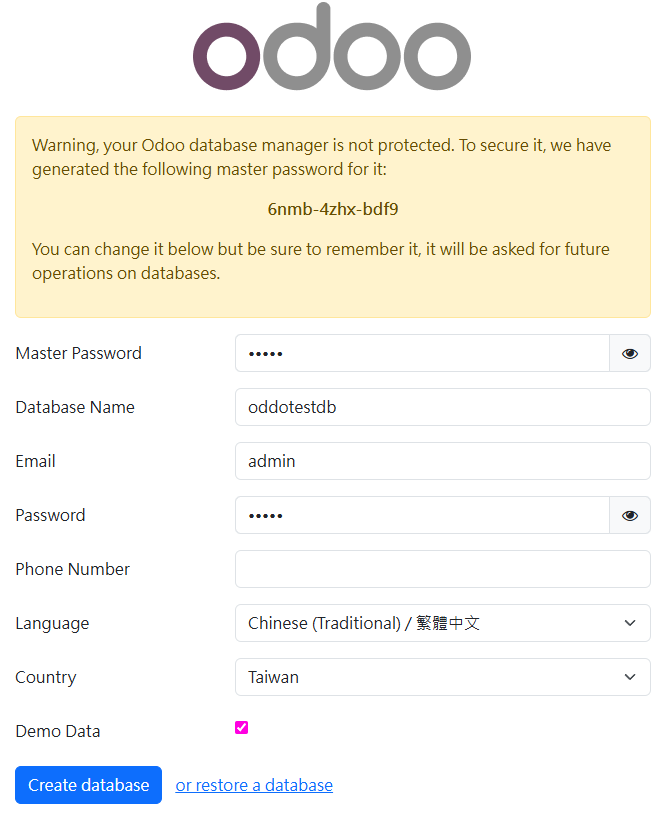 odoo
Warning, your Odoo database manager is not protected. To secure it, we have
generated the following master password for it:
6nmb-4zhx-bdf9
You can change it below but be sure to remember it, it will be asked for future
operations on databases.
Master Password •••••
Database Name oddotestdb
Email admin
Password •••••
Phone Number
Language Chinese (Traditional) / 繁體中文
Country Taiwan
Demo Data
Create database or restore a database